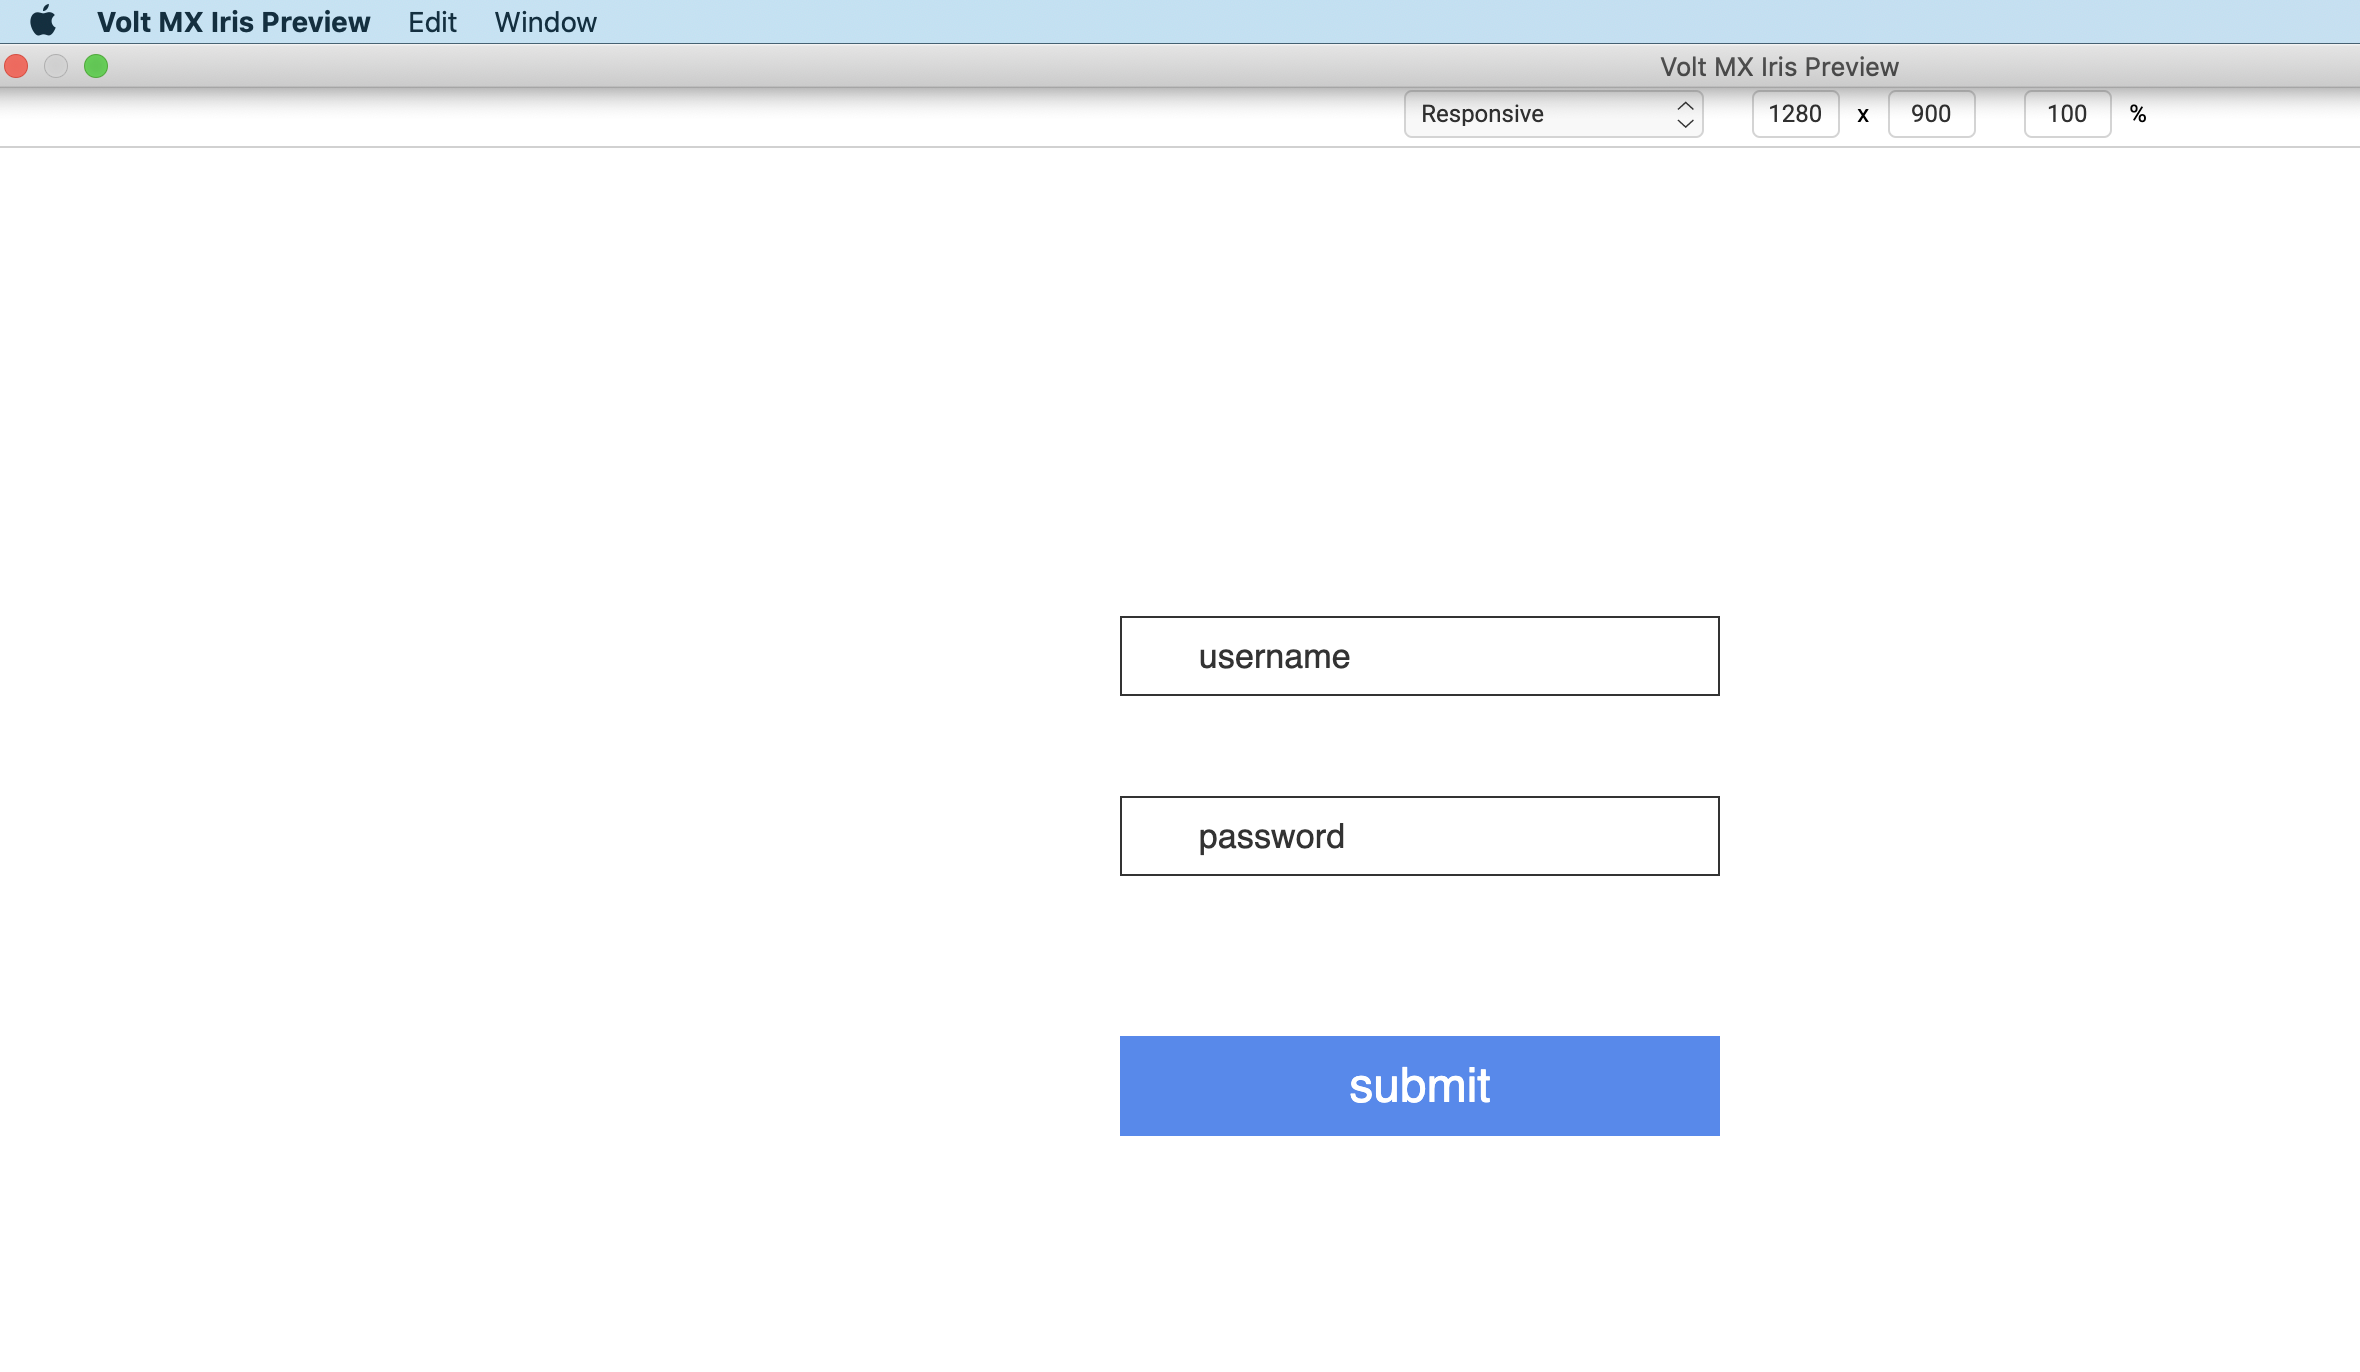 Volt MX Iris Preview Edit Window
Volt MX Iris Preview
Responsive 1280 x 900 100 %
username
password
submit